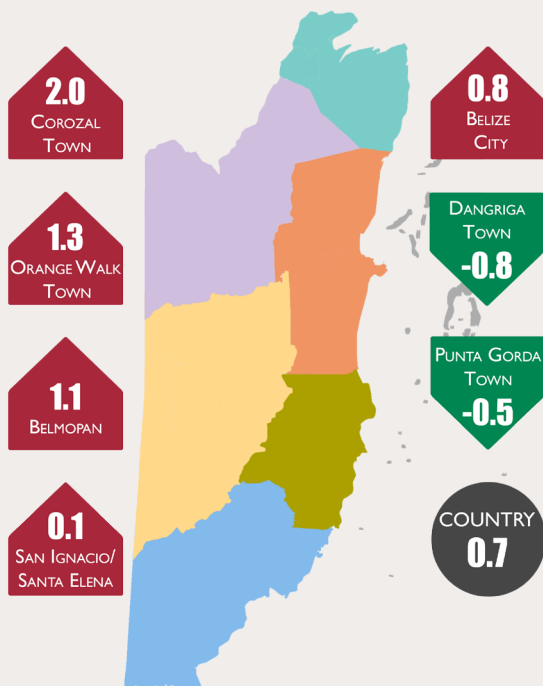 2.0
COROZAL
TOWN
1.3
ORANGE WALK
TOWN
1.1
BELMOPAN
0.1
SAN IGNACIO/
SANTA ELENA
0.8
BELIZE
CITY
DANGRIGA
TOWN
-0.8
PUNTA GORDA
TOWN
-0.5
COUNTRY
0.7